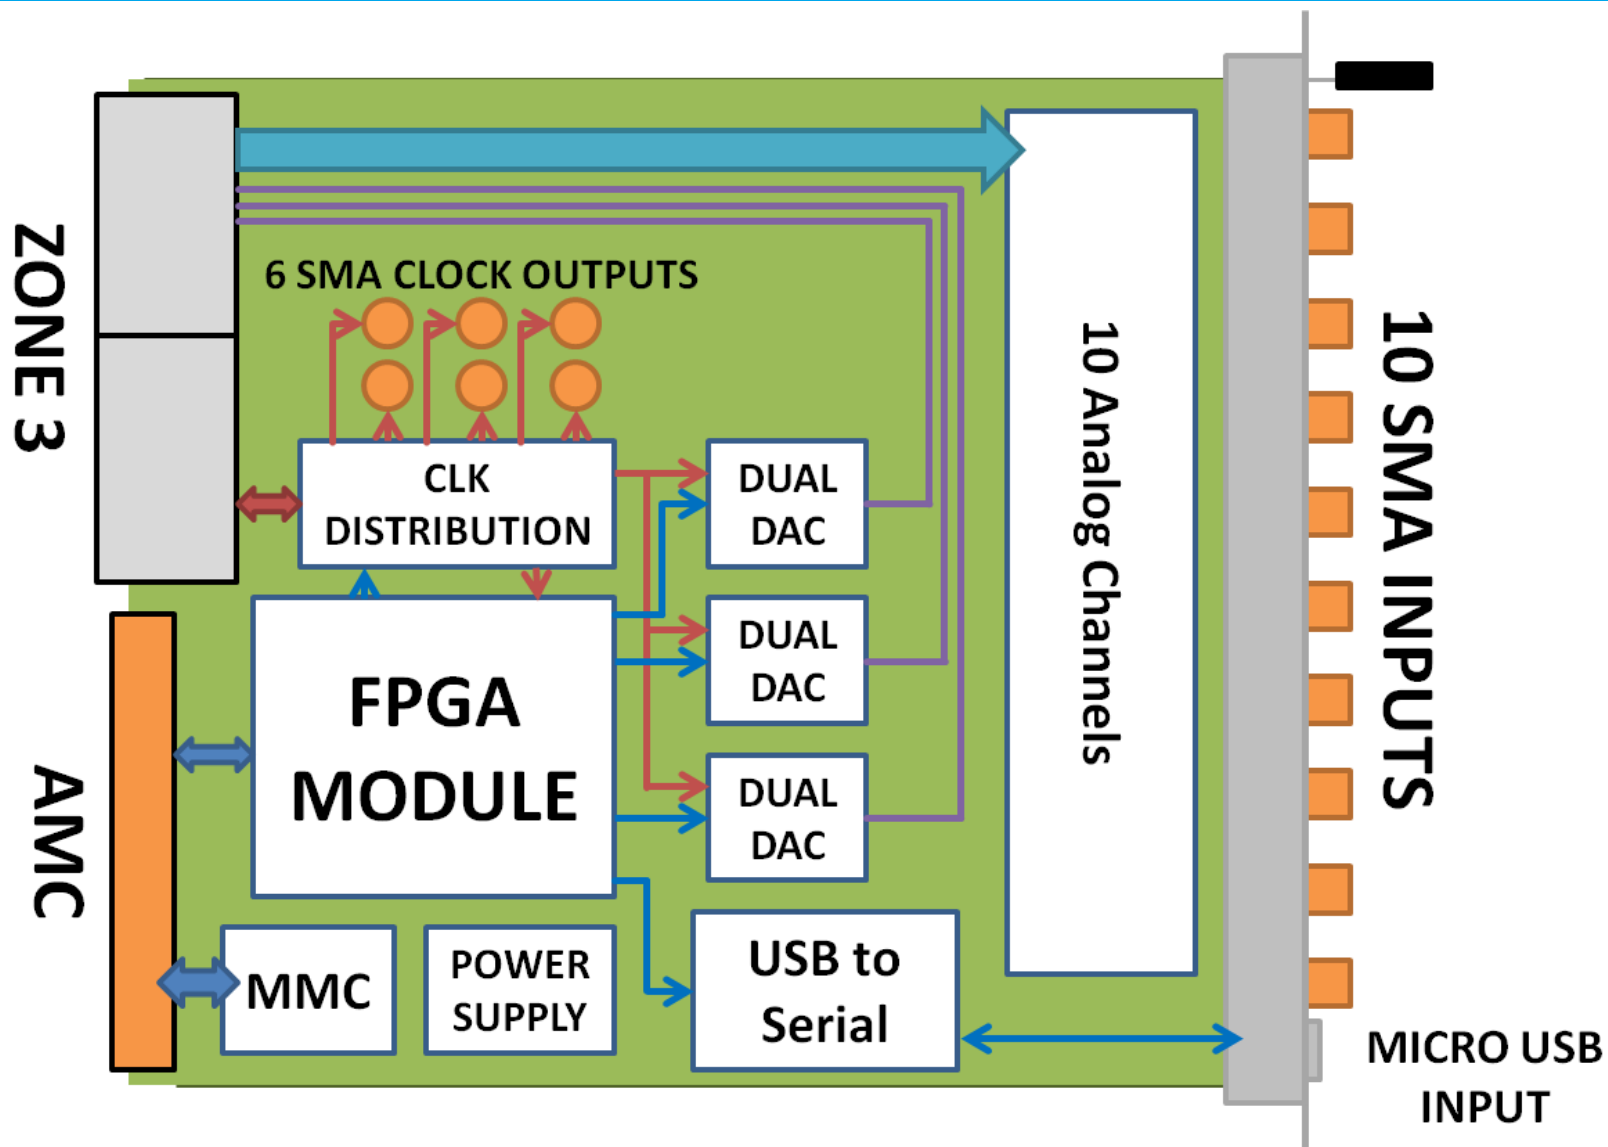 ZONE 3
6 SMA CLOCK OUTPUTS
CLK
DISTRIBUTION
DUAL
DAC
10 Analog Channels
10 SMA INPUTS
FPGA
MODULE
DUAL
DAC
DUAL
DAC
AMC
MMC
POWER
SUPPLY
USB to
Serial
MICRO USB
INPUT